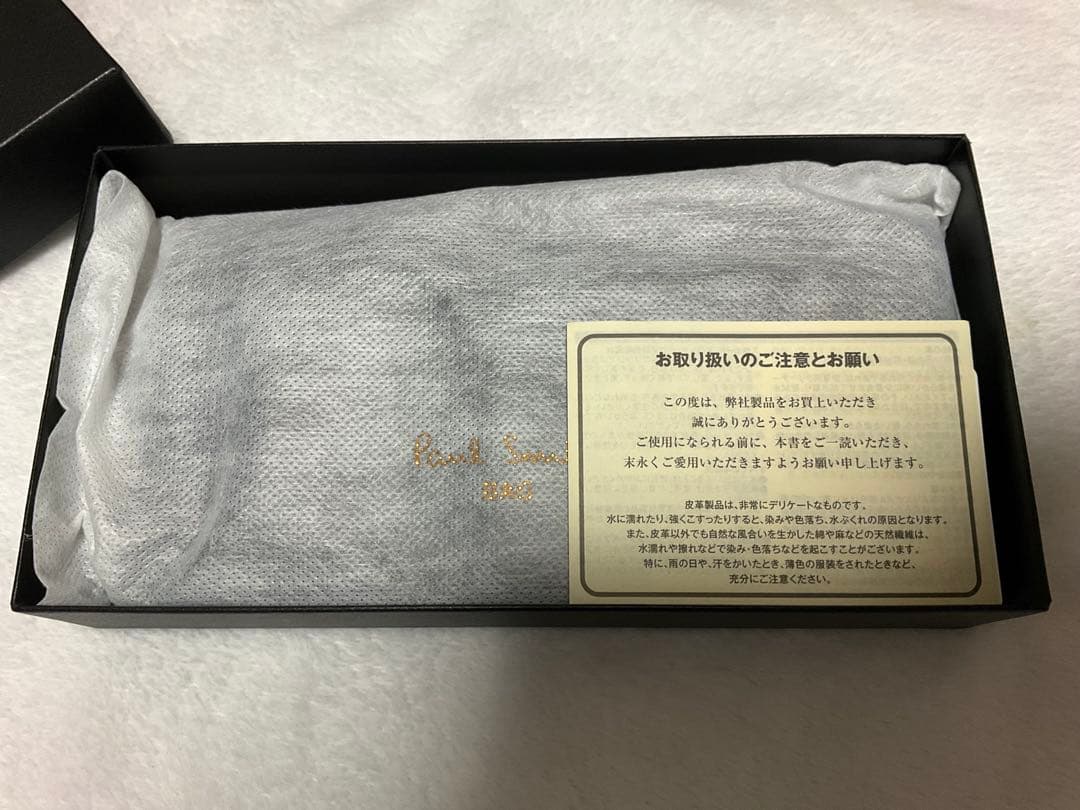 Paul Smit
BAG
お取り扱いのご注意とお願い
この度は、弊社製品をお買上いただき
誠にありがとうございます。
ご使用になられる前に、本書をご一読いただき、
末永くご愛用いただきますようお願い申し上げます。
皮革製品は、非常にデリケートなものです。
水に濡れたり、強くこすったりすると、染みや色落ち、水ぶくれの原因となります。
また、皮革以外でも自然な風合いを生かした綿や麻などの天然繊維は、
水濡れや擦れなどで染み・色落ちなどを起こすことがございます。
特に、雨の日や、汗をかいたとき、薄色の服装をされたときなど、
充分にご注意ください。